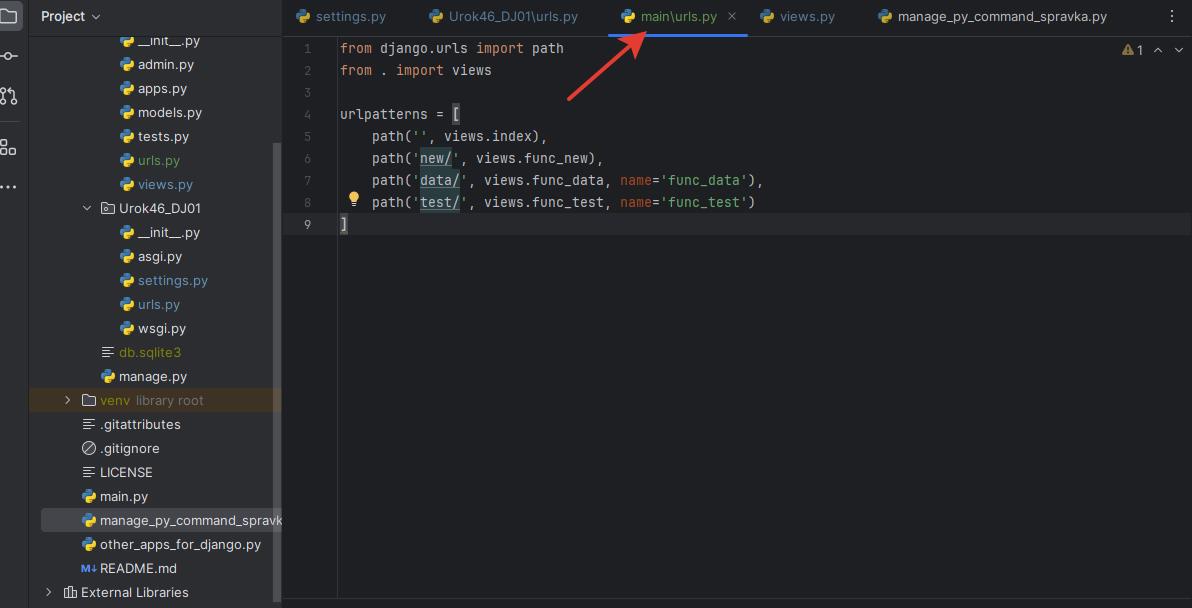 Project
settings.py
Urok46_DJ01\urls.py
main\urls.py
views.py
manage_py_command_spravka.py
__init__.py
admin.py
apps.py
models.py
tests.py
urls.py
views.py
Urok46_DJ01
__init__.py
asgi.py
settings.py
urls.py
wsgi.py
db.sqlite3
manage.py
venv library root
.gitattributes
.gitignore
LICENSE
main.py
manage_py_command_spravk
other_apps_for_django.py
M↓ README.md
External Libraries
1 from django.urls import path
2 from . import views
3
4 urlpatterns = [
5 path('', views.index),
6 path('new/', views.func_new),
7 path('data/', views.func_data, name='func_data'),
8 path('test/', views.func_test, name='func_test')
9 ]
1